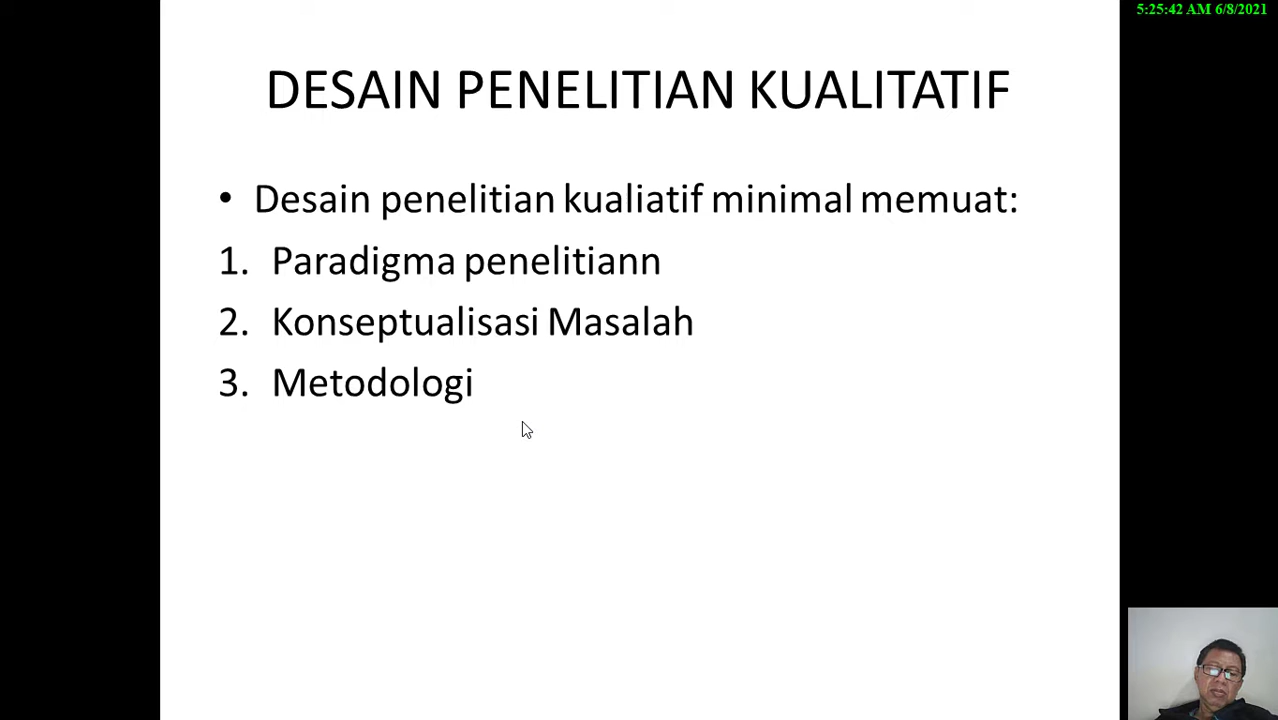 5:25:42 AM 6/8/2021
DESAIN PENELITIAN KUALITATIF
• Desain penelitian kualiatif minimal memuat:
1. Paradigma penelitiann
2. Konseptualisasi Masalah
3. Metodologi